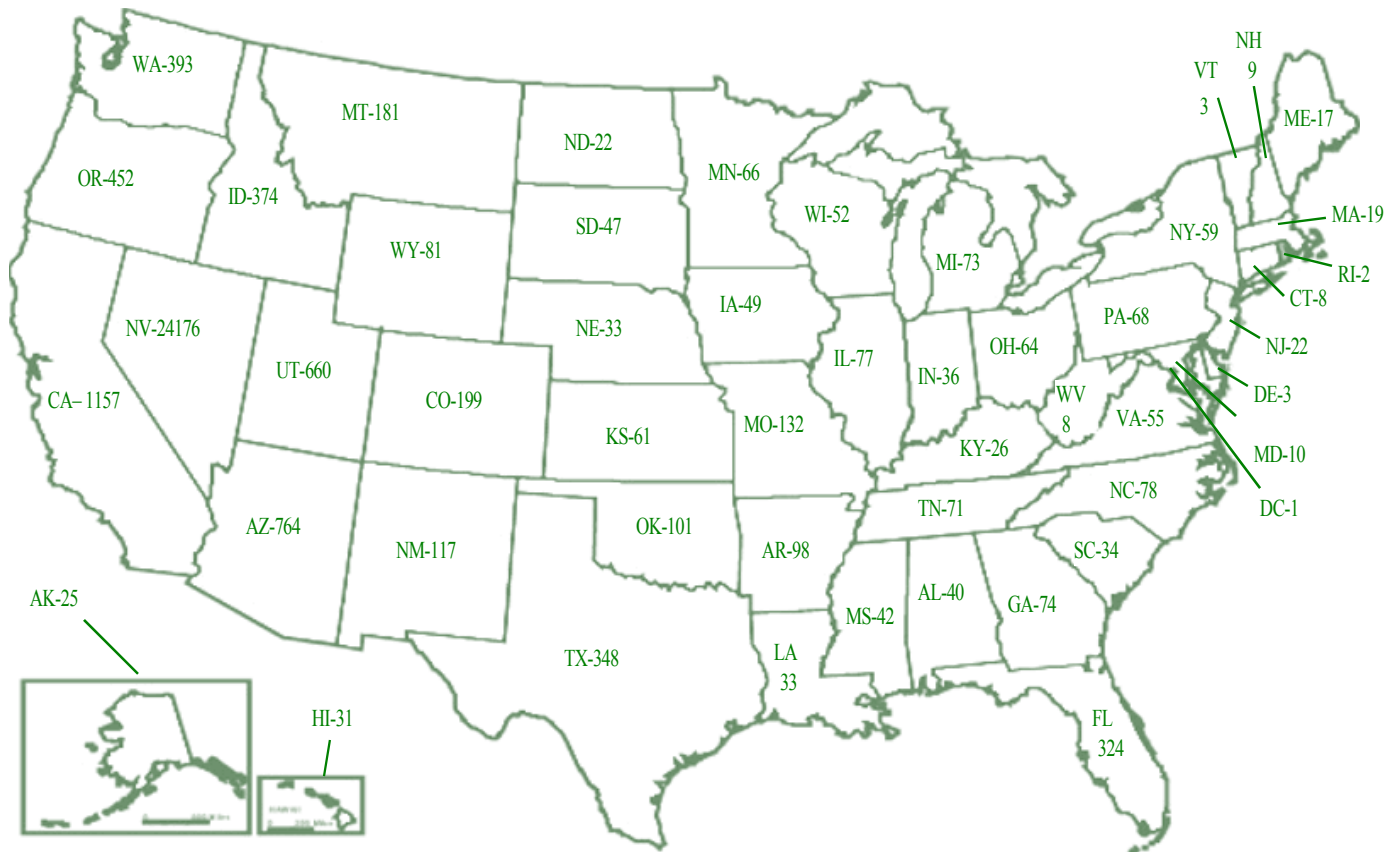 NH
9
VT
3
WA-393
MT-181
ND-22
MN-66
ME-17
OR-452
ID-374
WY-81
SD-47
WI-52
MI-73
NY-59
MA-19
RI-2
CT-8
NV-24176
UT-660
CO-199
NE-33
IA-49
IL-77
IN-36
OH-64
PA-68
NJ-22
CA– 1157
KS-61
MO-132
KY-26
WV
8
VA-55
DE-3
MD-10
DC-1
AZ-764
NM-117
OK-101
AR-98
TN-71
NC-78
SC-34
AK-25
TX-348
LA
33
MS-42
AL-40
GA-74
HI-31
FL
324
0
0